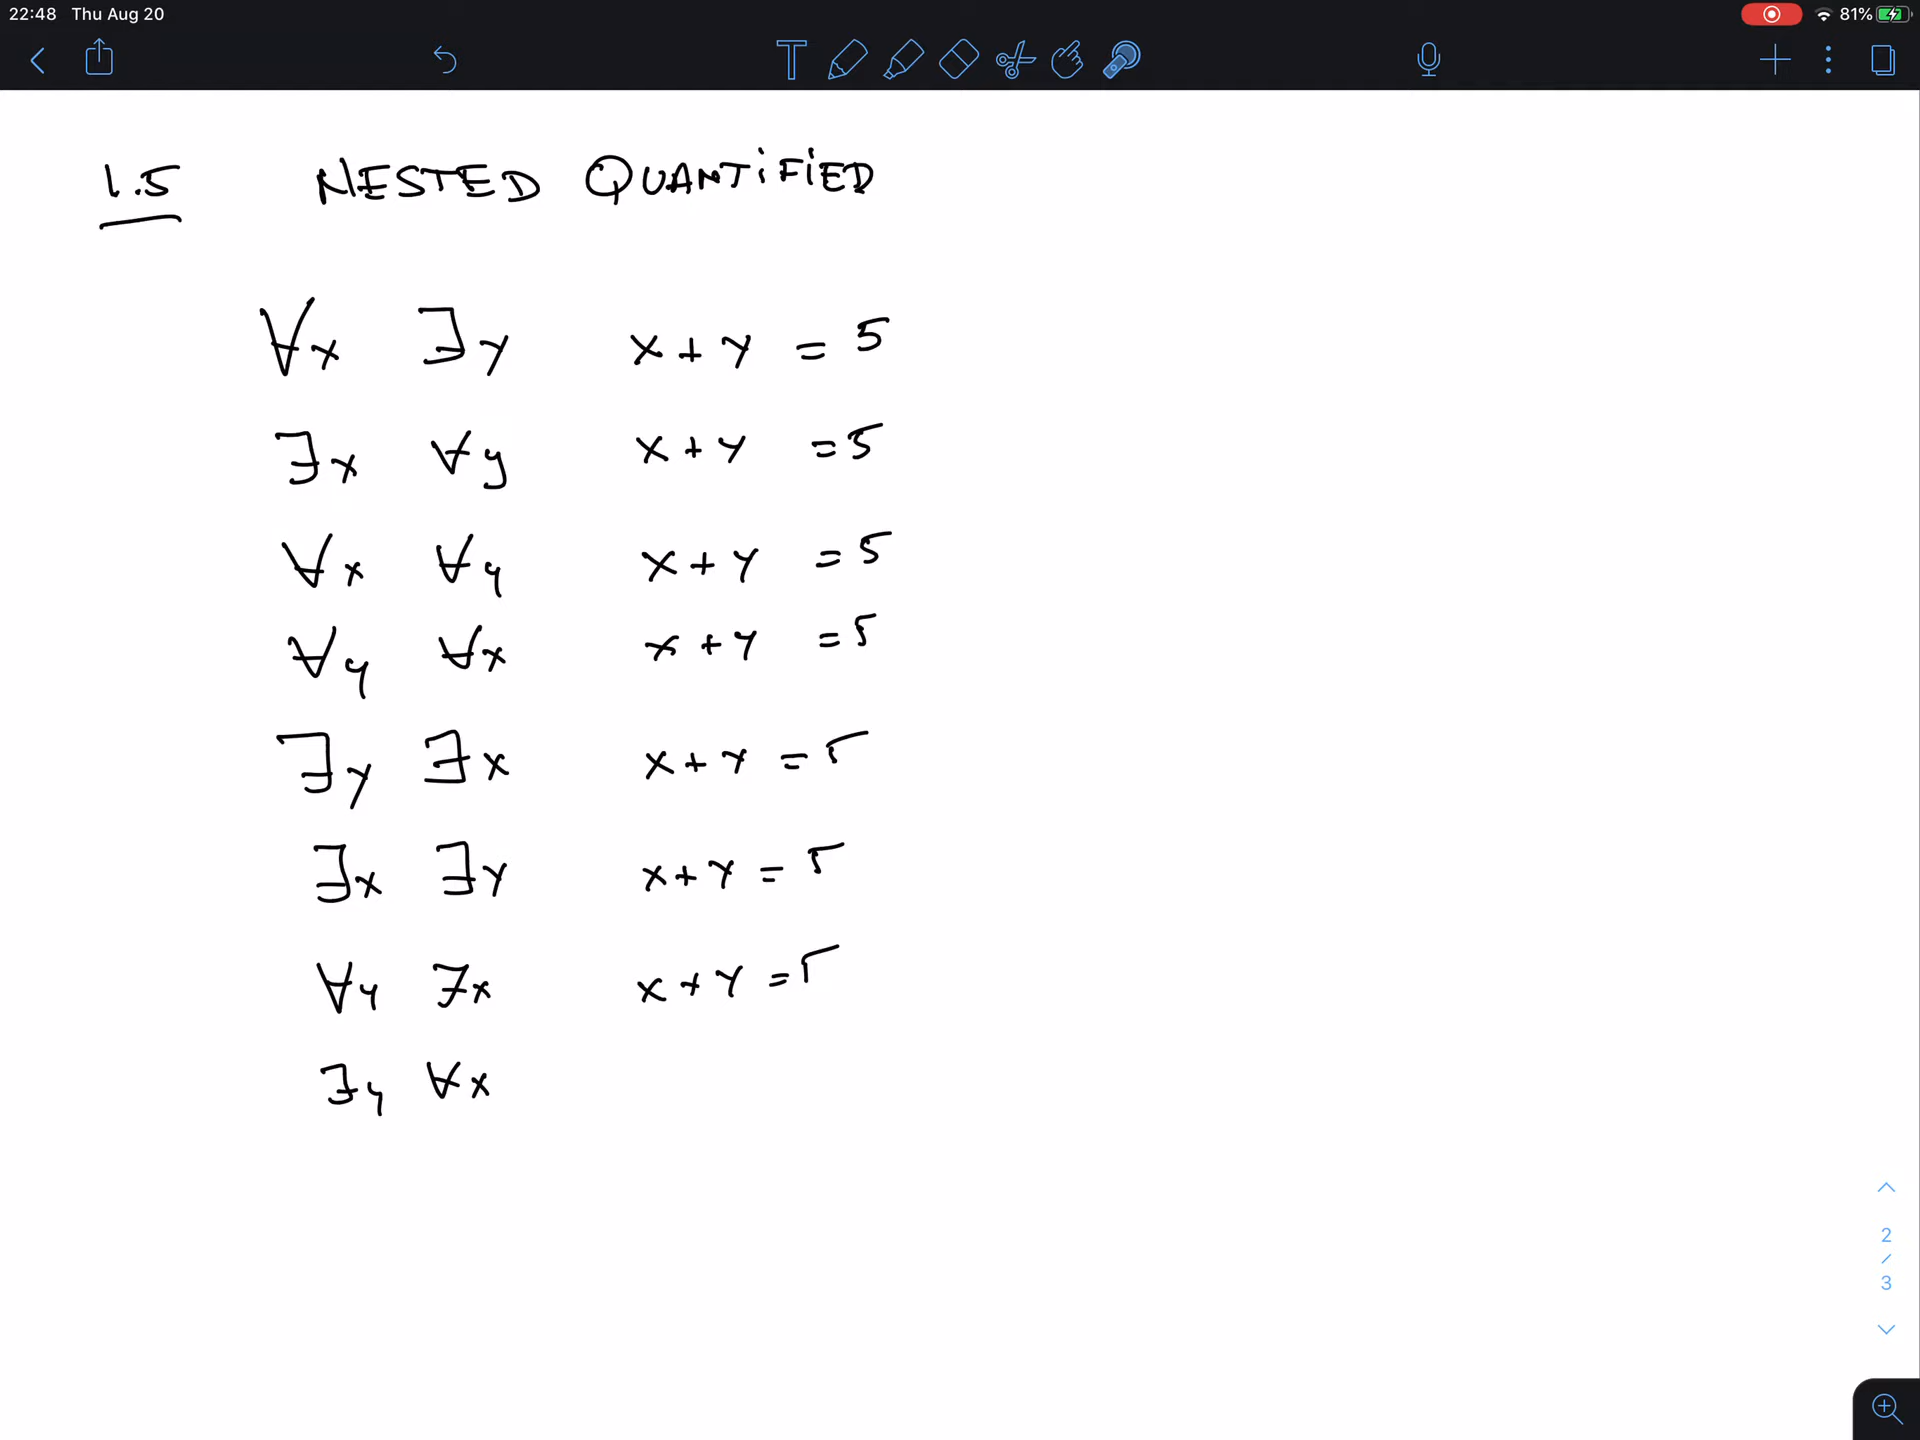 22:48 Thu Aug 20 81%
T
1.5 NESTED QUANTIFIED
∀x ∃y x + y = 5
∃x ∀y x + y = 5
∀x ∀y x + y = 5
∀y ∀x x + y = 5
∃y ∃x x + y = 5
∃x ∃y x + y = 5
∀y ∃x x + y = 5
∃y ∀x
2
/
3